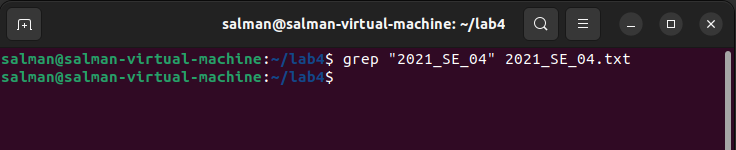 salman@salman-virtual-machine: ~/lab4
salman@salman-virtual-machine:~/lab4$ grep "2021_SE_04" 2021_SE_04.txt
salman@salman-virtual-machine:~/lab4$